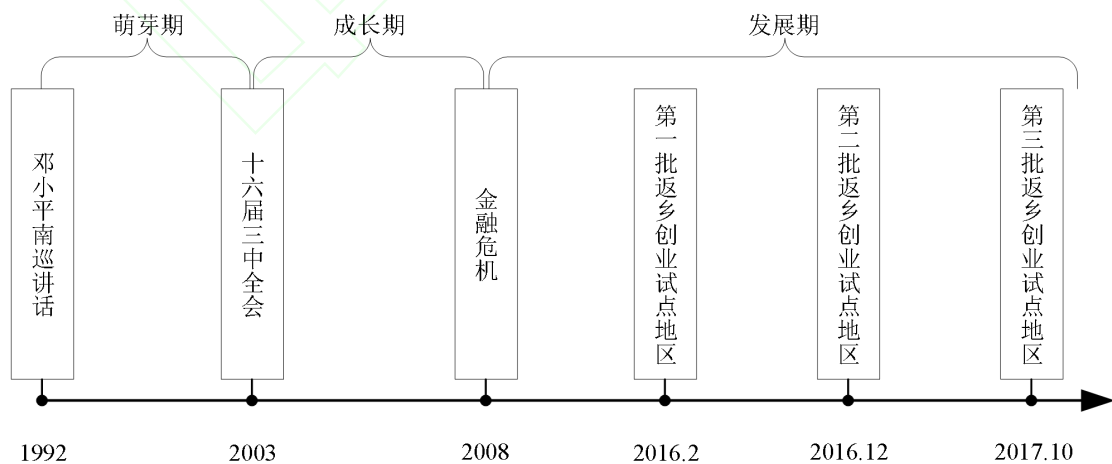 萌芽期
成长期
发展期
邓小平南巡讲话
十六届三中全会
金融危机
第一批返乡创业试点地区
第二批返乡创业试点地区
第三批返乡创业试点地区
1992
2003
2008
2016.2
2016.12
2017.10